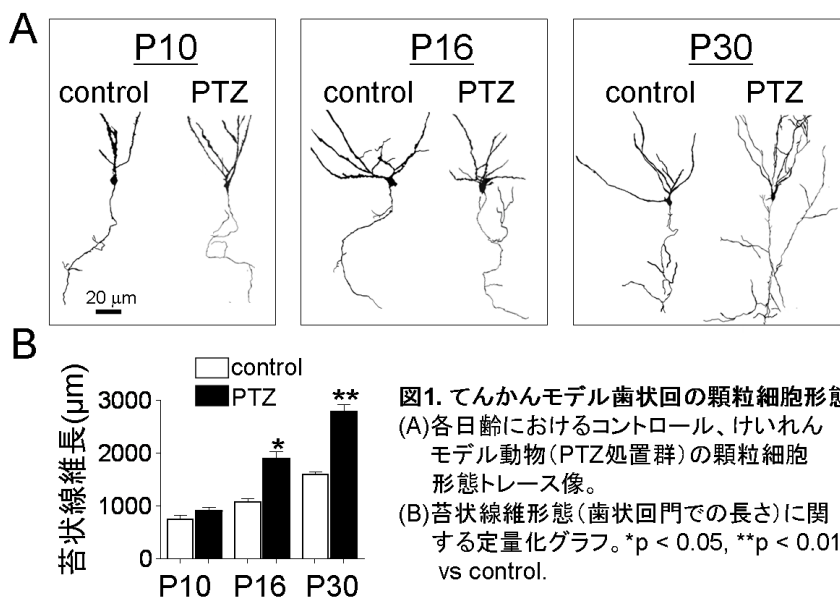 A
P10
control PTZ
20 μm
P16
control PTZ
P30
control PTZ
B
苔状線維長(μm)
control
PTZ
3000
2000
1000
0
*
**
P10 P16 P30
図1. てんかんモデル歯状回の顆粒細胞形態
(A)各日齢におけるコントロール、けいれん
モデル動物(PTZ処置群)の顆粒細胞
形態トレース像。
(B)苔状線維形態(歯状回門での長さ)に関
する定量化グラフ。*p < 0.05, **p < 0.01
vs control.